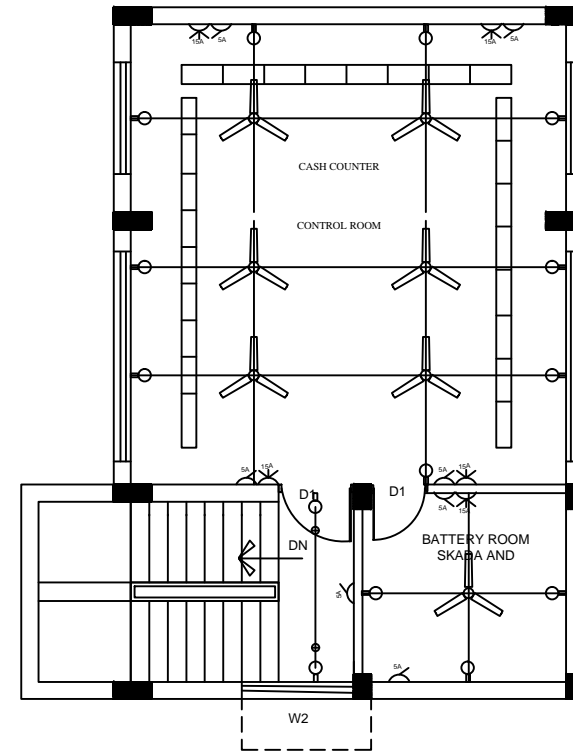 15A
5A
15A
5A
CASH COUNTER
CONTROL ROOM
5A
15A
5A
15A
D1
D1
5A
15A
DN
BATTERY ROOM
SKADA AND
5A
5A
W2